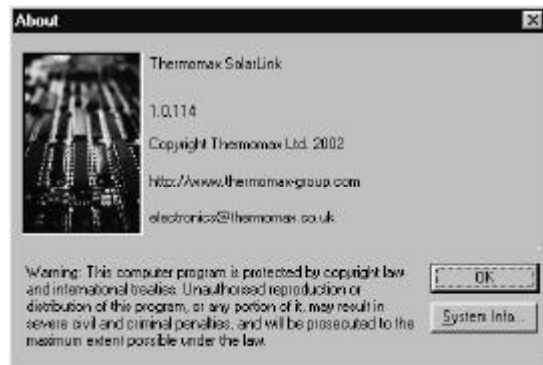 About
Thermomax SolarLink
1.0.114
Copyright Thermomax Ltd. 2002
http://www.thermomax-group.com
electronics@thermomax.co.uk
Warning: This computer program is protected by copyright law
and international treaties. Unauthorised reproduction or
distribution of this program, or any portion of it, may result in
severe civil and criminal penalties, and will be prosecuted to the
maximum extent possible under the law.
OK
System Info...